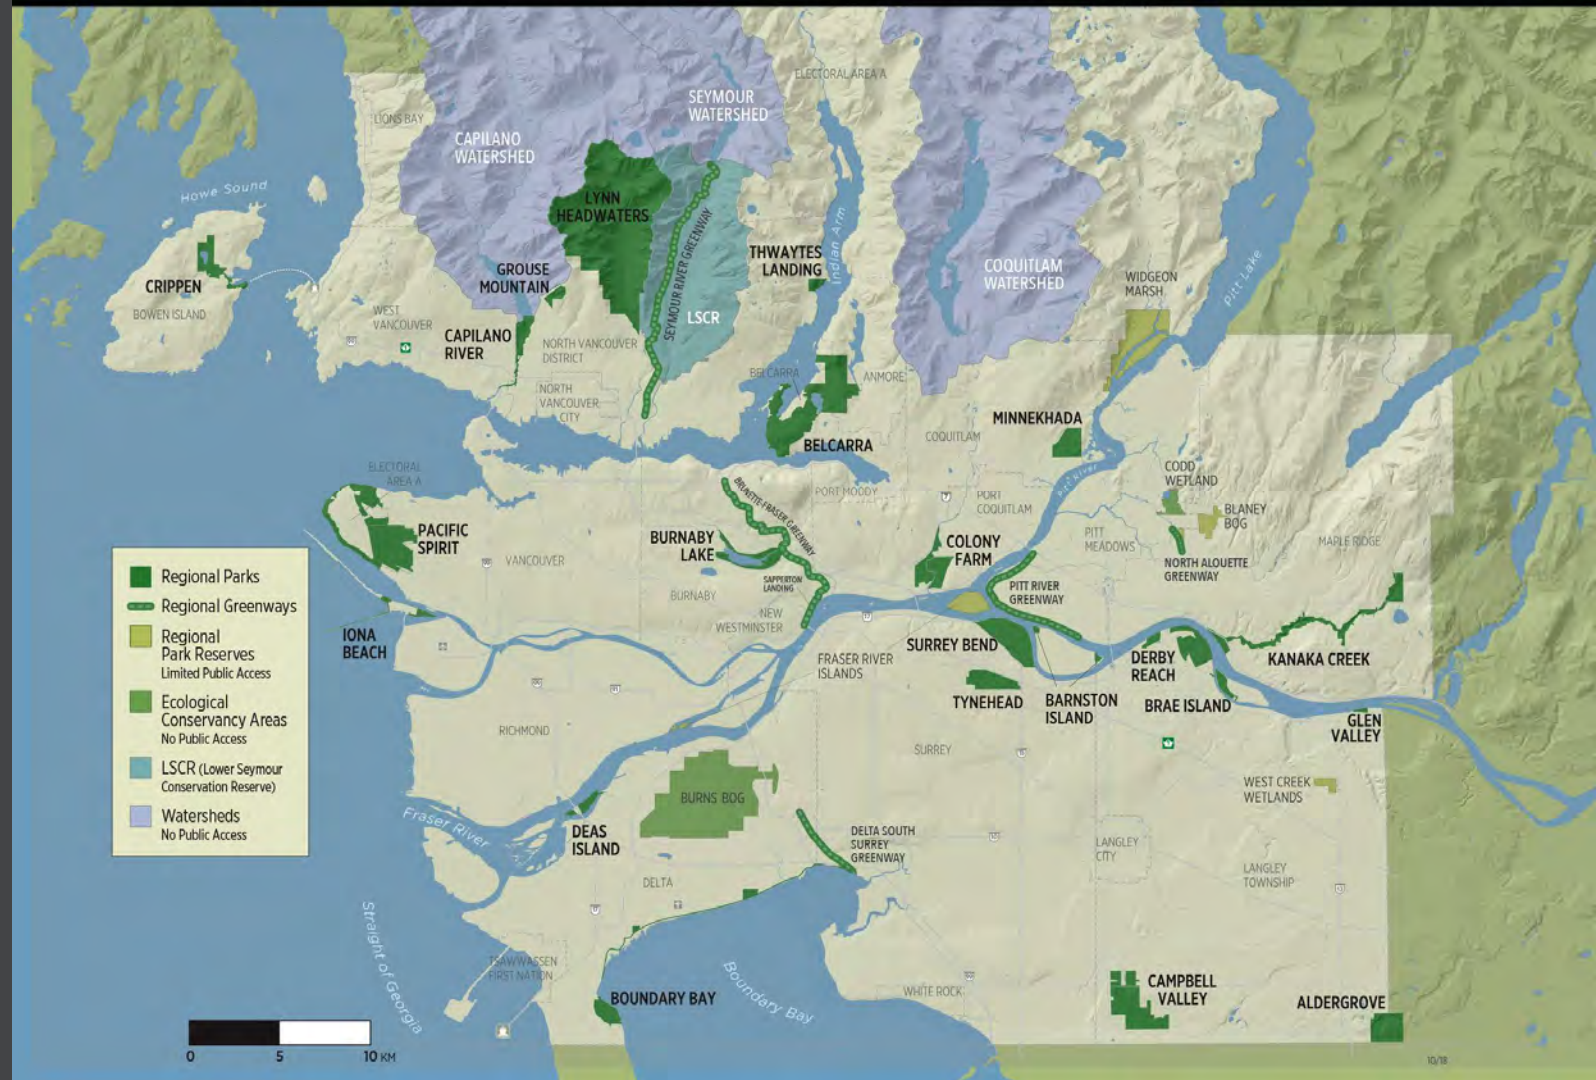 ELECTORAL AREA A
SEYMOUR
WATERSHED
LIONS BAY
CAPILANO
WATERSHED
Howe Sound
LYNN
HEADWATERS
SEYMOUR RIVER GREENWAY
Indian Arm
THWAYTES
LANDING
COQUITLAM
WATERSHED
WIDGEON
MARSH
Pitt Lake
GROUSE
MOUNTAIN
CRIPPEN
BOWEN ISLAND
WEST
VANCOUVER
LSCR
CAPILANO
RIVER
NORTH VANCOUVER
DISTRICT
BELCARRA
ANMORE
NORTH
VANCOUVER
CITY
MINNEKHADA
BELCARRA
COQUITLAM
ELECTORAL
AREA A
Pitt River
CODD
WETLAND
BRUNETTE-FRASER GREENWAY
PORT MOODY
7
PORT
COQUITLAM
BLANEY
BOG
PACIFIC
SPIRIT
BURNABY
LAKE
COLONY
FARM
PITT
MEADOWS
MAPLE RIDGE
VANCOUVER
NORTH ALOUETTE
GREENWAY
SAPPERTON
LANDING
BURNABY
PITT RIVER
GREENWAY
NEW
WESTMINSTER
IONA
BEACH
SURREY BEND
FRASER RIVER
ISLANDS
DERBY
REACH
KANAKA CREEK
TYNEHEAD
BARNSTON
ISLAND
BRAE ISLAND
GLEN
VALLEY
RICHMOND
SURREY
WEST CREEK
WETLANDS
BURNS BOG
Fraser River
DEAS
ISLAND
DELTA SOUTH
SURREY
GREENWAY
LANGLEY
CITY
LANGLEY
TOWNSHIP
DELTA
Straight of Georgia
TSAWWASSEN
FIRST NATION
BOUNDARY BAY
Boundary Bay
WHITE ROCK
CAMPBELL
VALLEY
ALDERGROVE
Regional Parks
Regional Greenways
Regional
Park Reserves
Limited Public Access
Ecological
Conservancy Areas
No Public Access
LSCR (Lower Seymour
Conservation Reserve)
Watersheds
No Public Access
0 5 10 KM
10/18